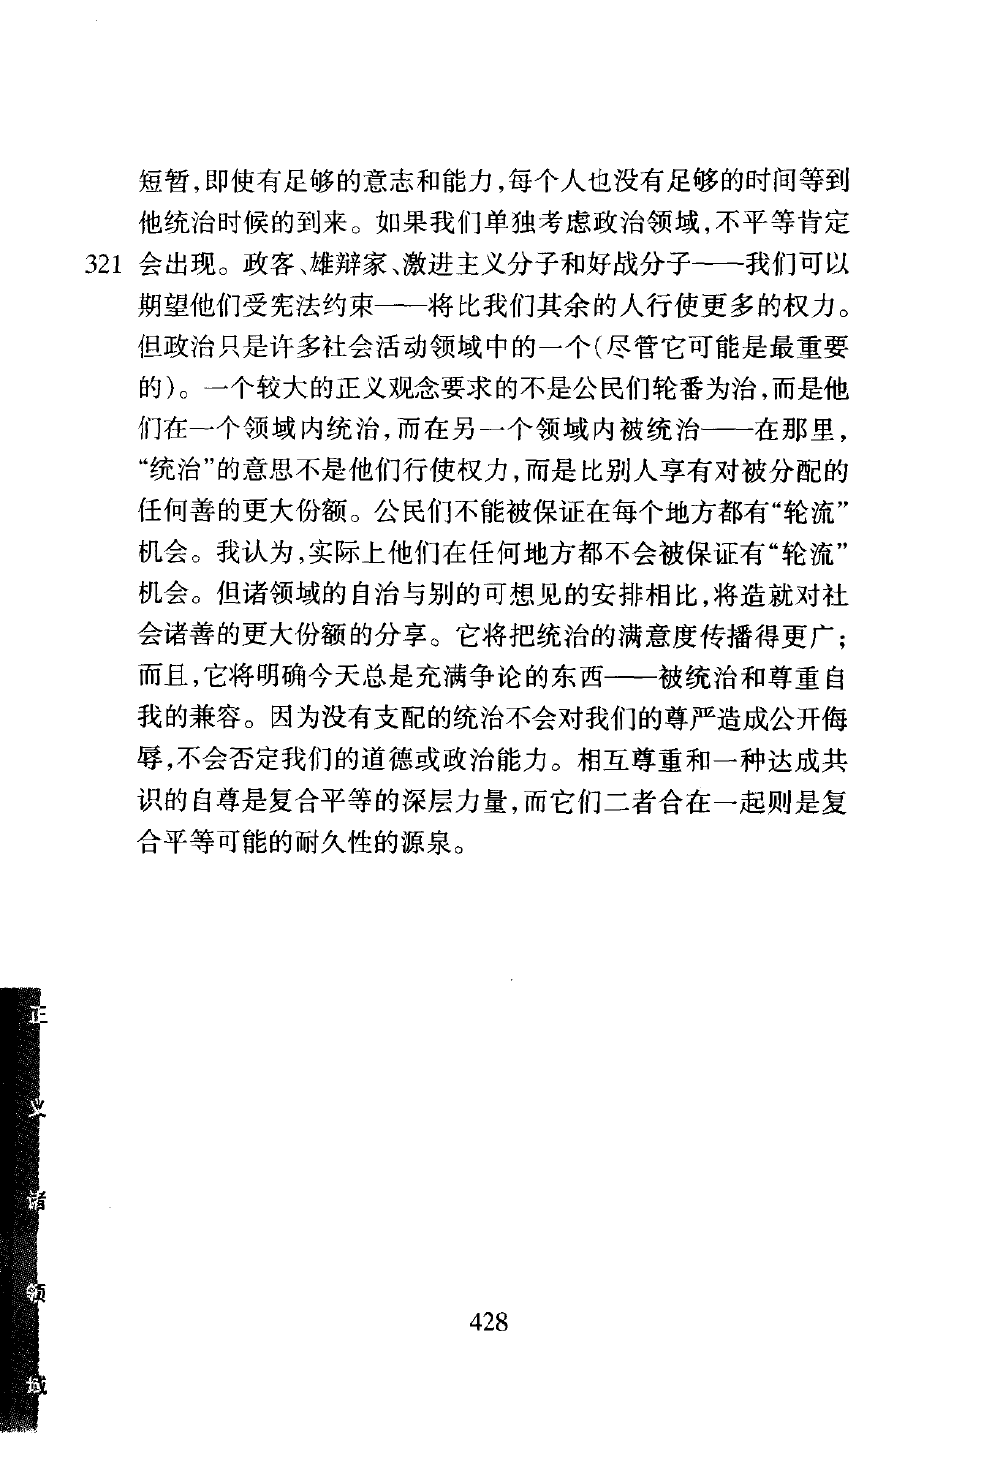 短暂,即使有足够的意志和能力,每个人也没有足够的时间等到
他统治时候的到来。如果我们单独考虑政治领域,不平等肯定
321 会出现。政客、雄辩家、激进主义分子和好战分子——我们可以
期望他们受宪法约束——将比我们其余的人行使更多的权力。
但政治只是许多社会活动领域中的一个(尽管它可能是最重要
的)。一个较大的正义观念要求的不是公民们轮番为治,而是他
们在一个领域内统治,而在另一个领域内被统治——在那里,
“统治”的意思不是他们行使权力,而是比别人享有对被分配的
任何善的更大份额。公民们不能被保证在每个地方都有“轮流”
机会。我认为,实际上他们在任何地方都不会被保证有“轮流”
机会。但诸领域的自治与别的可想见的安排相比,将造就对社
会诸善的更大份额的分享。它将把统治的满意度传播得更广;
而且,它将明确今天总是充满争论的东西——被统治和尊重自
我的兼容。因为没有支配的统治不会对我们的尊严造成公开侮
辱,不会否定我们的道德或政治能力。相互尊重和一种达成共
识的自尊是复合平等的深层力量,而它们二者合在一起则是复
合平等可能的耐久性的源泉。
正
义
诸
领
域
428